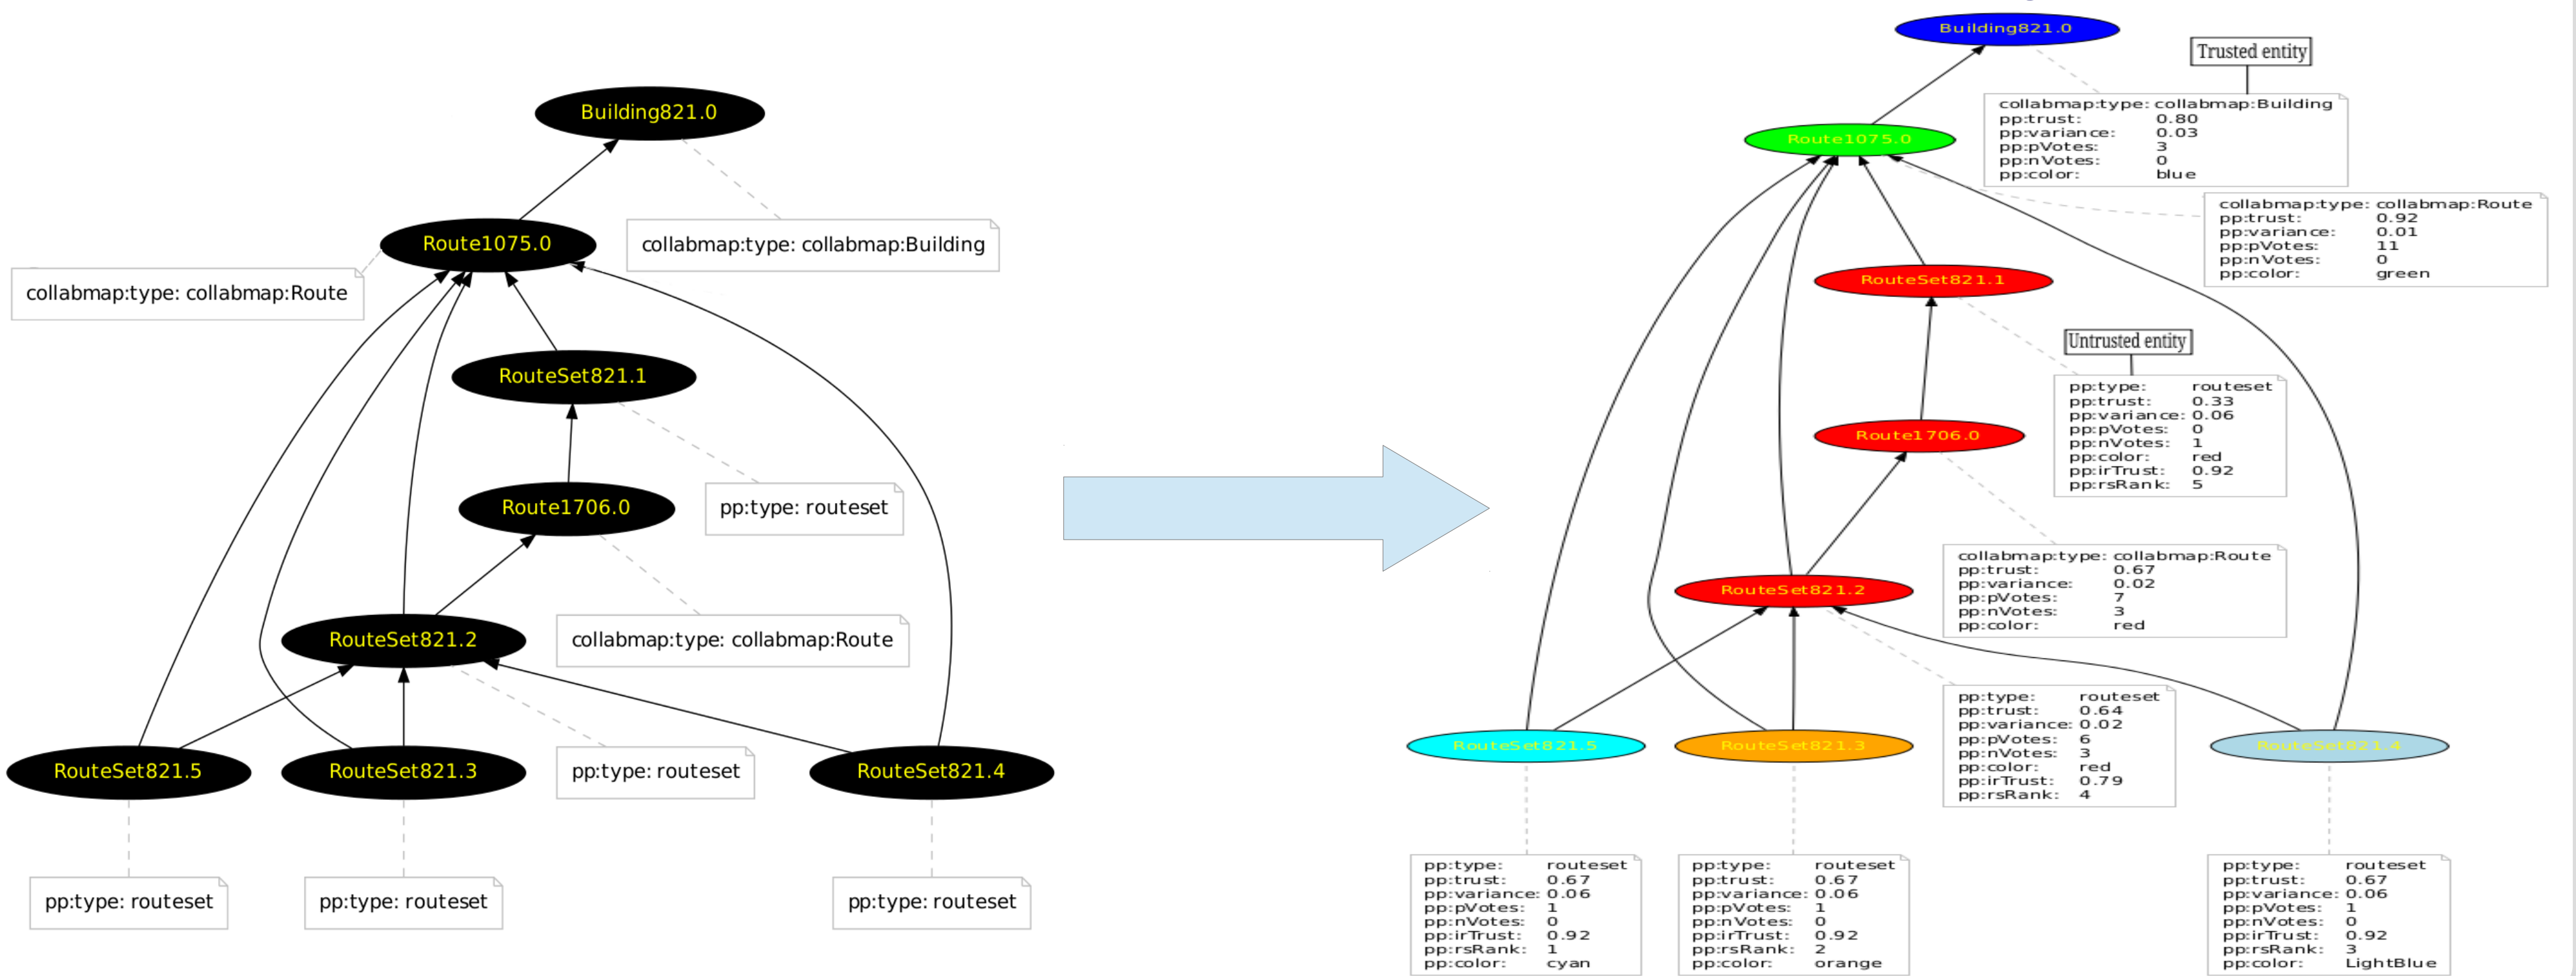 Building821.0
collabmap:type: collabmap:Building
Route1075.0
collabmap:type: collabmap:Route
RouteSet821.1
pp:type: routeset
Route1706.0
collabmap:type: collabmap:Route
RouteSet821.2
pp:type: routeset
RouteSet821.5
RouteSet821.3
RouteSet821.4
pp:type: routeset
pp:type: routeset
pp:type: routeset
Building821.0
Trusted entity
collabmap:type: collabmap:Building
pp:trust: 0.80
pp:variance: 0.03
pp:pVotes: 3
pp:nVotes: 0
pp:color: blue
Route1075.0
collabmap:type: collabmap:Route
pp:trust: 0.92
pp:variance: 0.01
pp:pVotes: 11
pp:nVotes: 0
pp:color: green
RouteSet821.1
Untrusted entity
pp:type: routeset
pp:trust: 0.33
pp:variance: 0.06
pp:pVotes: 0
pp:nVotes: 1
pp:color: red
pp:irTrust: 0.92
pp:rsRank: 5
Route1706.0
collabmap:type: collabmap:Route
pp:trust: 0.67
pp:variance: 0.02
pp:pVotes: 7
pp:nVotes: 3
pp:color: red
RouteSet821.2
pp:type: routeset
pp:trust: 0.64
pp:variance: 0.02
pp:pVotes: 6
pp:nVotes: 3
pp:color: red
pp:irTrust: 0.79
pp:rsRank: 4
RouteSet821.5
RouteSet821.3
RouteSet821.4
pp:type: routeset
pp:trust: 0.67
pp:variance: 0.06
pp:pVotes: 1
pp:nVotes: 0
pp:irTrust: 0.92
pp:rsRank: 1
pp:color: cyan
pp:type: routeset
pp:trust: 0.67
pp:variance: 0.06
pp:pVotes: 1
pp:nVotes: 0
pp:irTrust: 0.92
pp:rsRank: 2
pp:color: orange
pp:type: routeset
pp:trust: 0.67
pp:variance: 0.06
pp:pVotes: 1
pp:nVotes: 0
pp:irTrust: 0.92
pp:rsRank: 3
pp:color: LightBlue